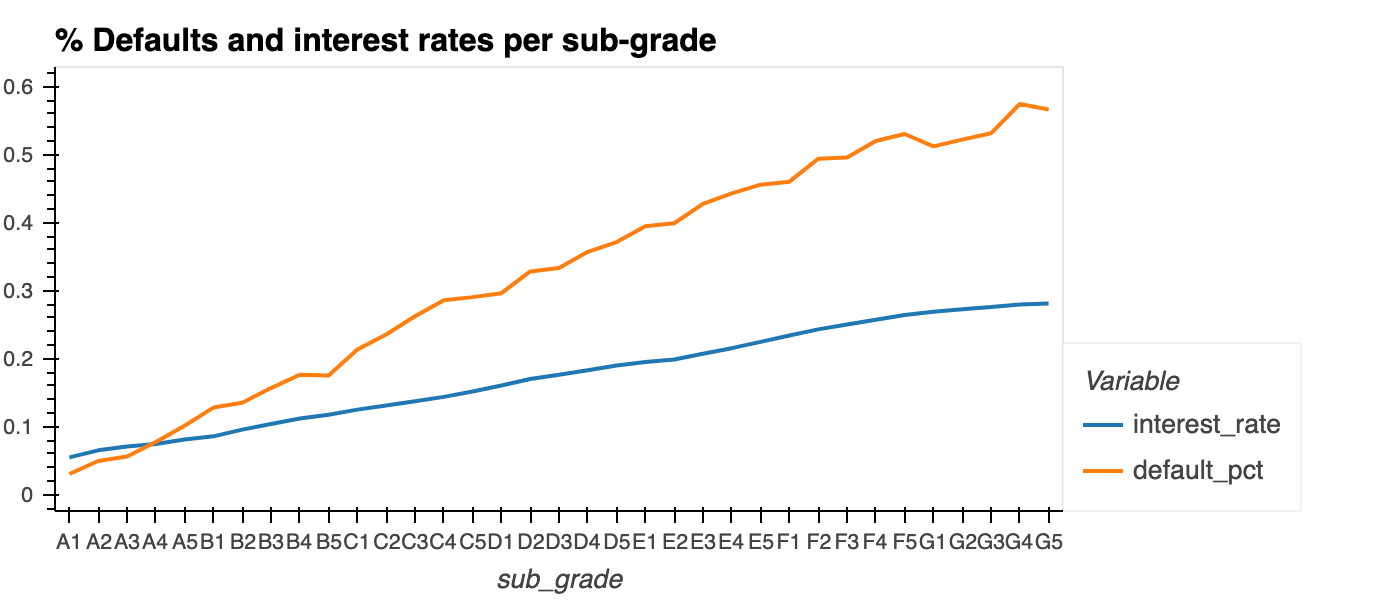 % Defaults and interest rates per sub-grade
0.6
0.5
0.4
0.3
0.2
0.1
0
A1 A2 A3 A4 A5 B1 B2 B3 B4 B5 C1 C2 C3 C4 C5 D1 D2 D3 D4 D5 E1 E2 E3 E4 E5 F1 F2 F3 F4 F5 G1 G2 G3 G4 G5
sub_grade
Variable
interest_rate
default_pct